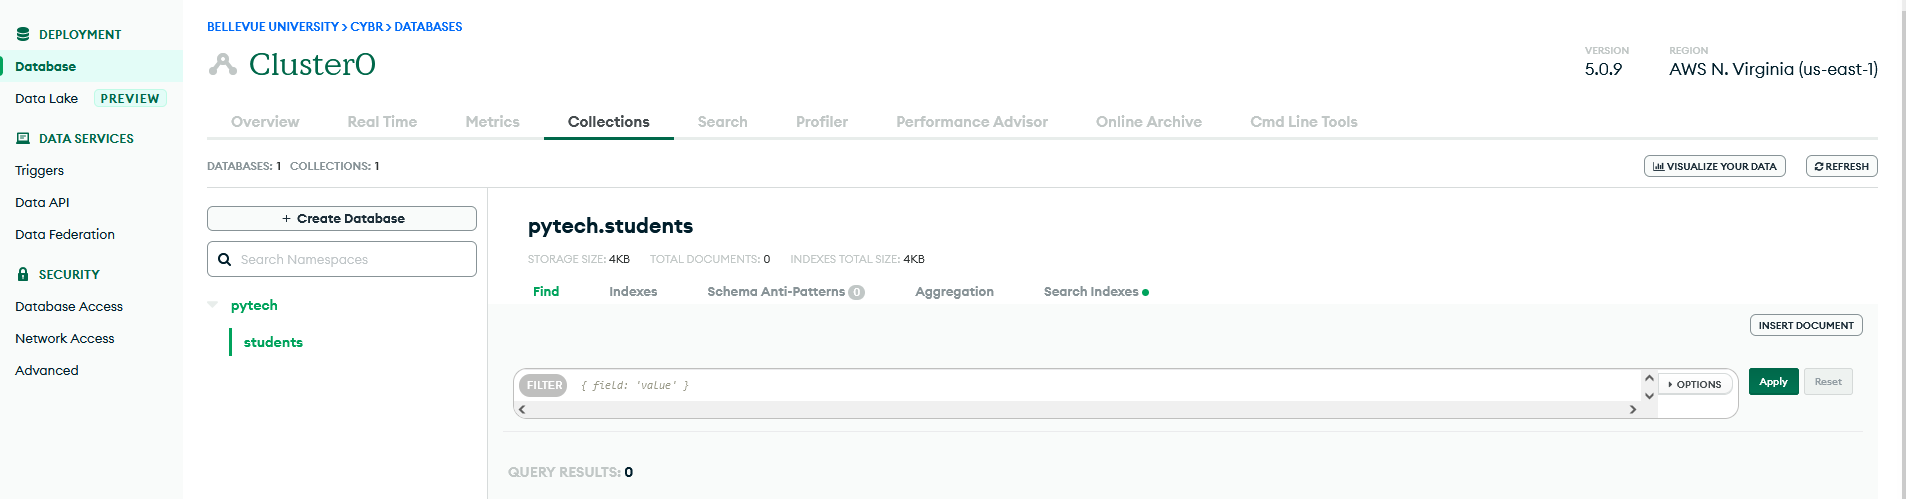 DEPLOYMENT
Database
Data Lake PREVIEW
DATA SERVICES
Triggers
Data API
Data Federation
SECURITY
Database Access
Network Access
Advanced
BELLEVUE UNIVERSITY > CYBR > DATABASES
Cluster0
VERSION
5.0.9
REGION
AWS N. Virginia (us-east-1)
Overview Real Time Metrics Collections Search Profiler Performance Advisor Online Archive Cmd Line Tools
DATABASES: 1 COLLECTIONS: 1
VISUALIZE YOUR DATA REFRESH
+ Create Database
Search Namespaces
pytech
students
pytech.students
STORAGE SIZE: 4KB TOTAL DOCUMENTS: 0 INDEXES TOTAL SIZE: 4KB
Find Indexes Schema Anti-Patterns 0 Aggregation Search Indexes
INSERT DOCUMENT
FILTER { field: 'value' } OPTIONS Apply Reset
QUERY RESULTS: 0